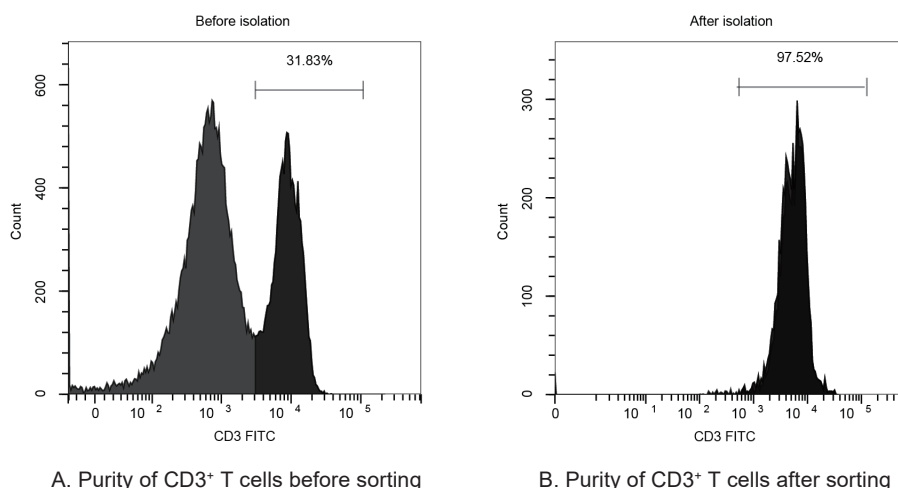 Before isolation
31.83%
600
400
200
0
Count
0 10 2 10 3 10 4 10 5
CD3 FITC
A. Purity of CD3⁺ T cells before sorting
After isolation
97.52%
300
200
100
0
Count
0 10 1 10 2 10 3 10 4 10 5
CD3 FITC
B. Purity of CD3⁺ T cells after sorting